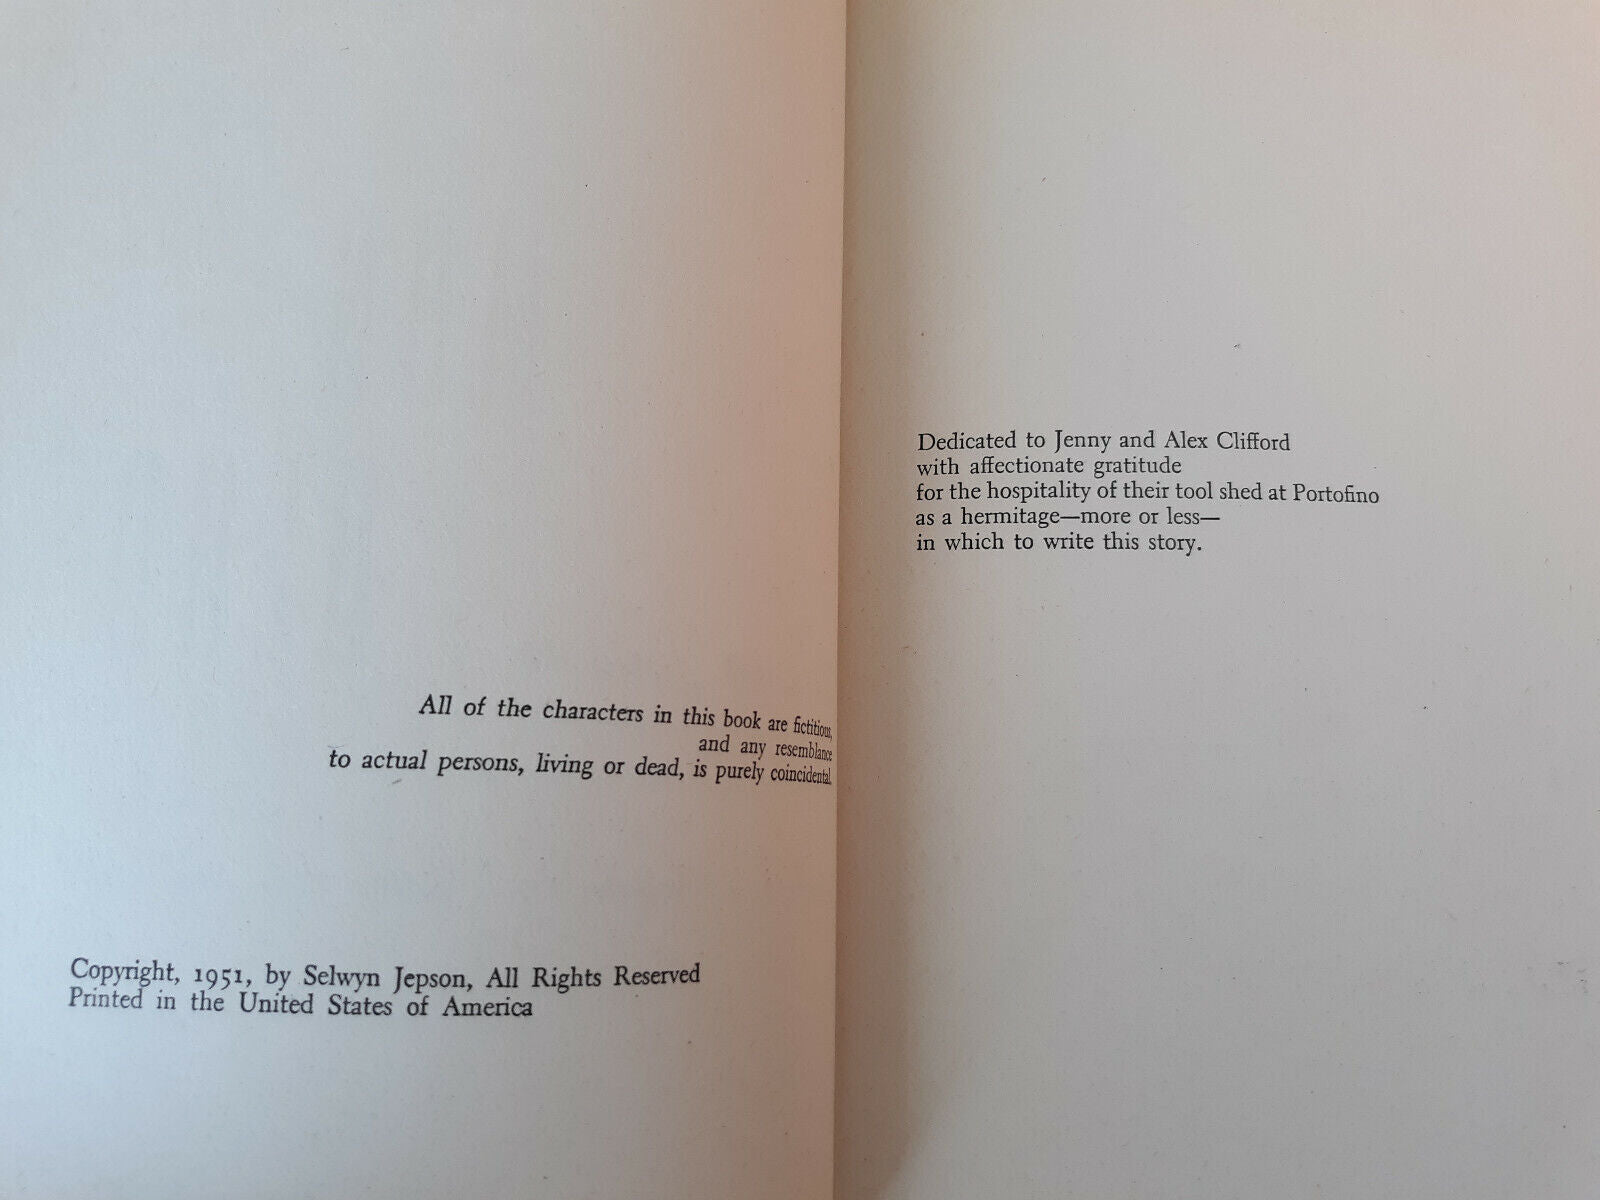 All of the characters in this book are fictitious,
and any resemblance
to actual persons, living or dead, is purely coincidental.
Copyright, 1951, by Selwyn Jepson, All Rights Reserved
Printed in the United States of America
Dedicated to Jenny and Alex Clifford
with affectionate gratitude
for the hospitality of their tool shed at Portofino
as a hermitage—more or less—
in which to write this story.